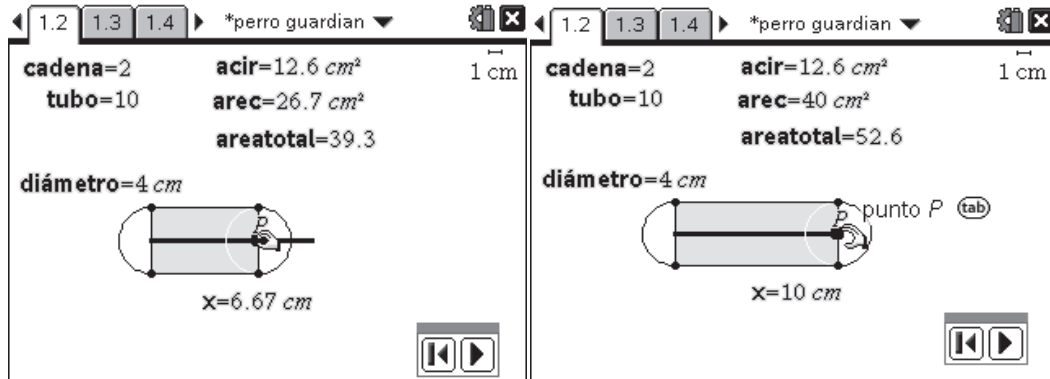 1.2 1.3 1.4 *perro guardian
cadena=2 acir=12.6 cm² 1 cm
tubo=10 arec=26.7 cm²
areatotal=39.3
diámetro=4 cm
P
x=6.67 cm
1.2 1.3 1.4 *perro guardian
cadena=2 acir=12.6 cm² 1 cm
tubo=10 arec=40 cm²
areatotal=52.6
diámetro=4 cm
P punto P tab
x=10 cm